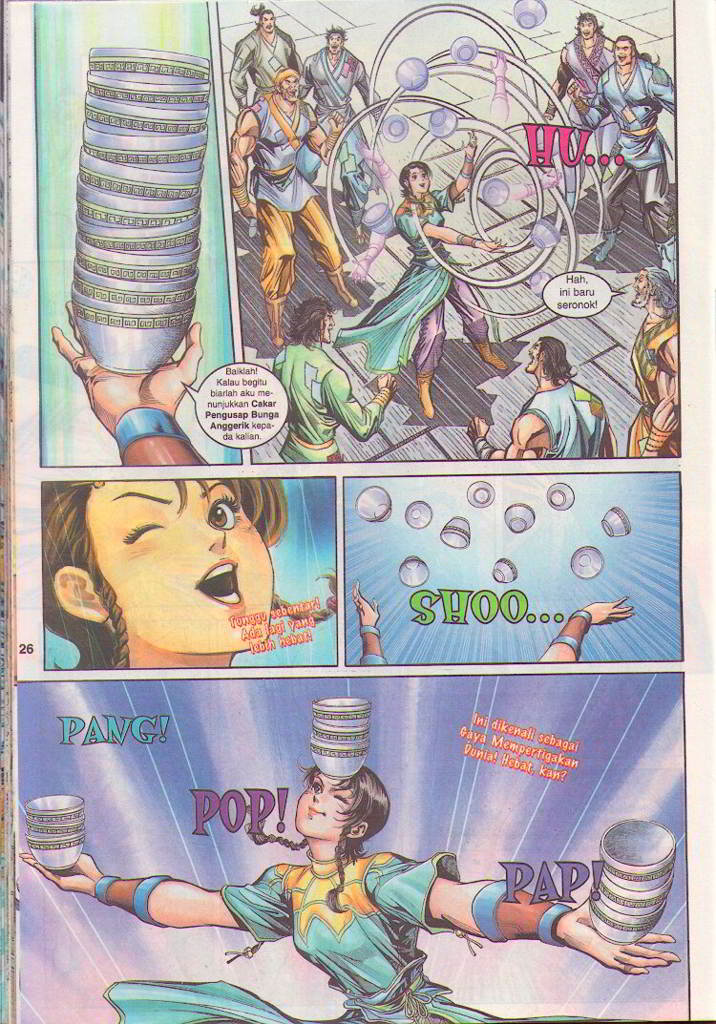 Baiklah!
Kalau begitu
biarlah aku me-
nunjukkan Cakar
Pengusap Bunga
Anggerik kepa-
da kalian.
HU...
Hah,
ini baru
seronok!
Tunggu sebentar!
Ada lagi yang
lebih hebat!
SHOO...
26
PANG!
POP!
Ini dikenali sebagai
Gaya Mempertigakan
Dunia! Hebat, kan?
PAP!